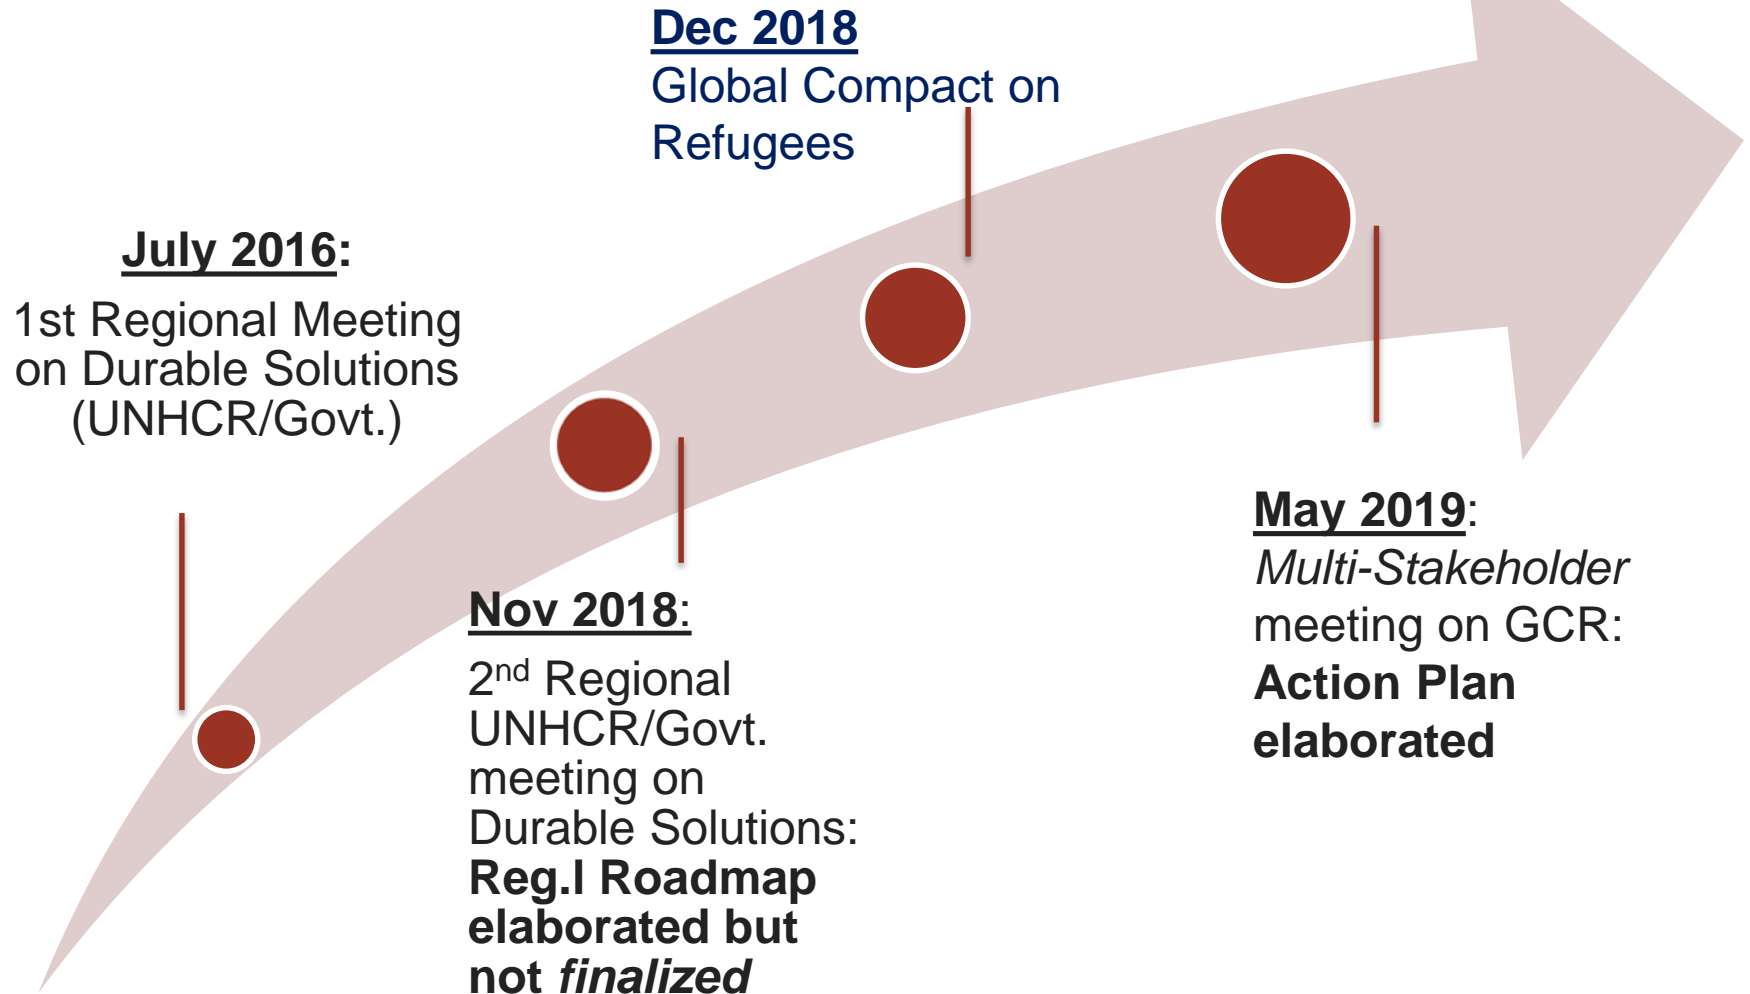 July 2016:
1st Regional Meeting
on Durable Solutions
(UNHCR/Govt.)
Nov 2018:
2nd Regional
UNHCR/Govt.
meeting on
Durable Solutions:
Reg.l Roadmap
elaborated but
not finalized
Dec 2018
Global Compact on
Refugees
May 2019:
Multi-Stakeholder
meeting on GCR:
Action Plan
elaborated